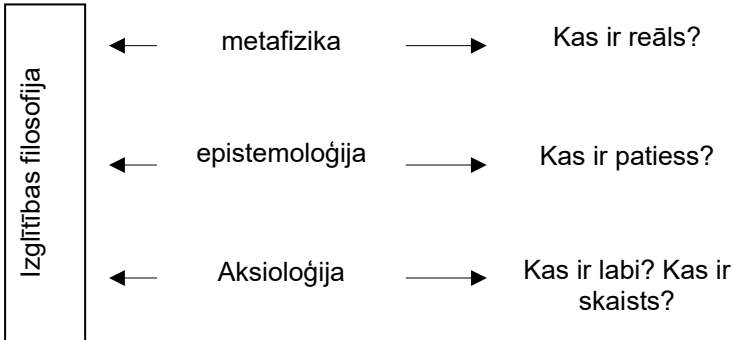 Izglītības filosofija
metafizika
Kas ir reāls?
epistemoloģija
Kas ir patiess?
Aksioloģija
Kas ir labi? Kas ir
skaists?